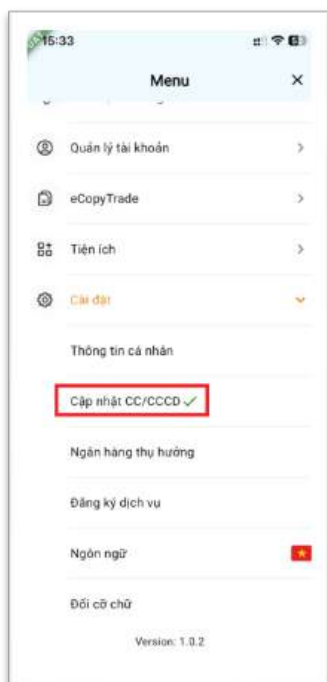 15:33
Menu
Quản lý tài khoản
eCopyTrade
Tiện ích
Cài đặt
Thông tin cá nhân
Cập nhật CC/CCCD
Ngân hàng thụ hưởng
Đăng ký dịch vụ
Ngôn ngữ
Đổi cỡ chữ
Version: 1.0.2